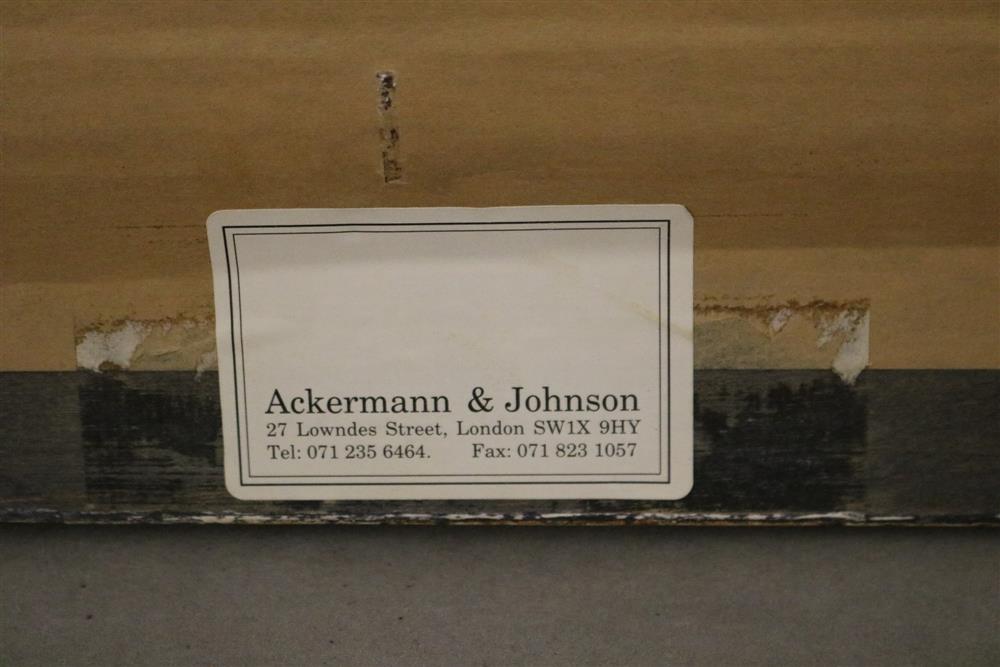 Ackermann & Johnson
27 Lowndes Street, London SW1X 9HY
Tel: 071 235 6464. Fax: 071 823 1057